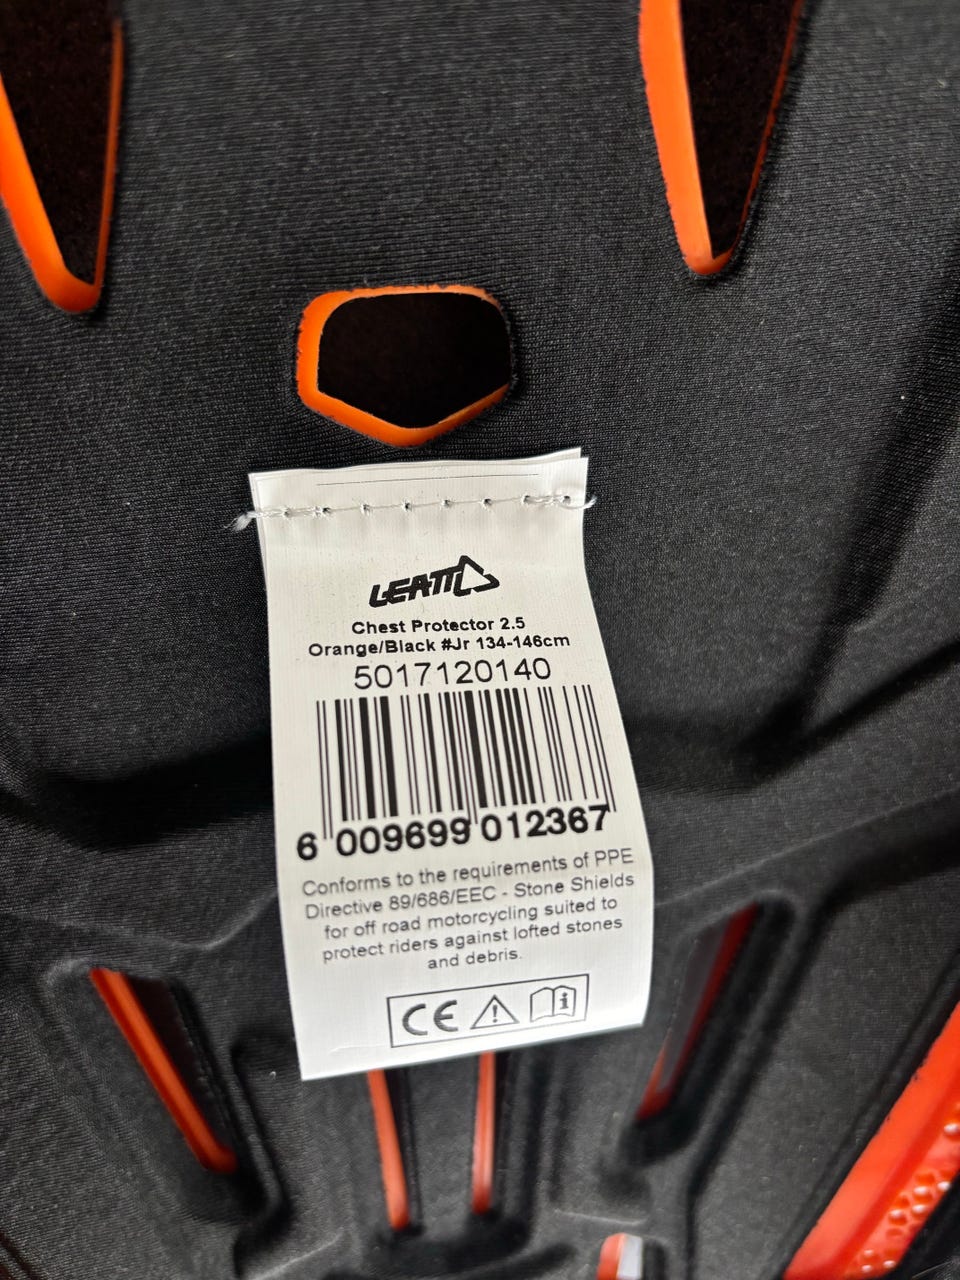 LEATT
Chest Protector 2.5
Orange/Black #Jr 134-146cm
5017120140
6 009699 012367
Conforms to the requirements of PPE
Directive 89/686/EEC - Stone Shields
for off road motorcycling suited to
protect riders against lofted stones
and debris.
CE